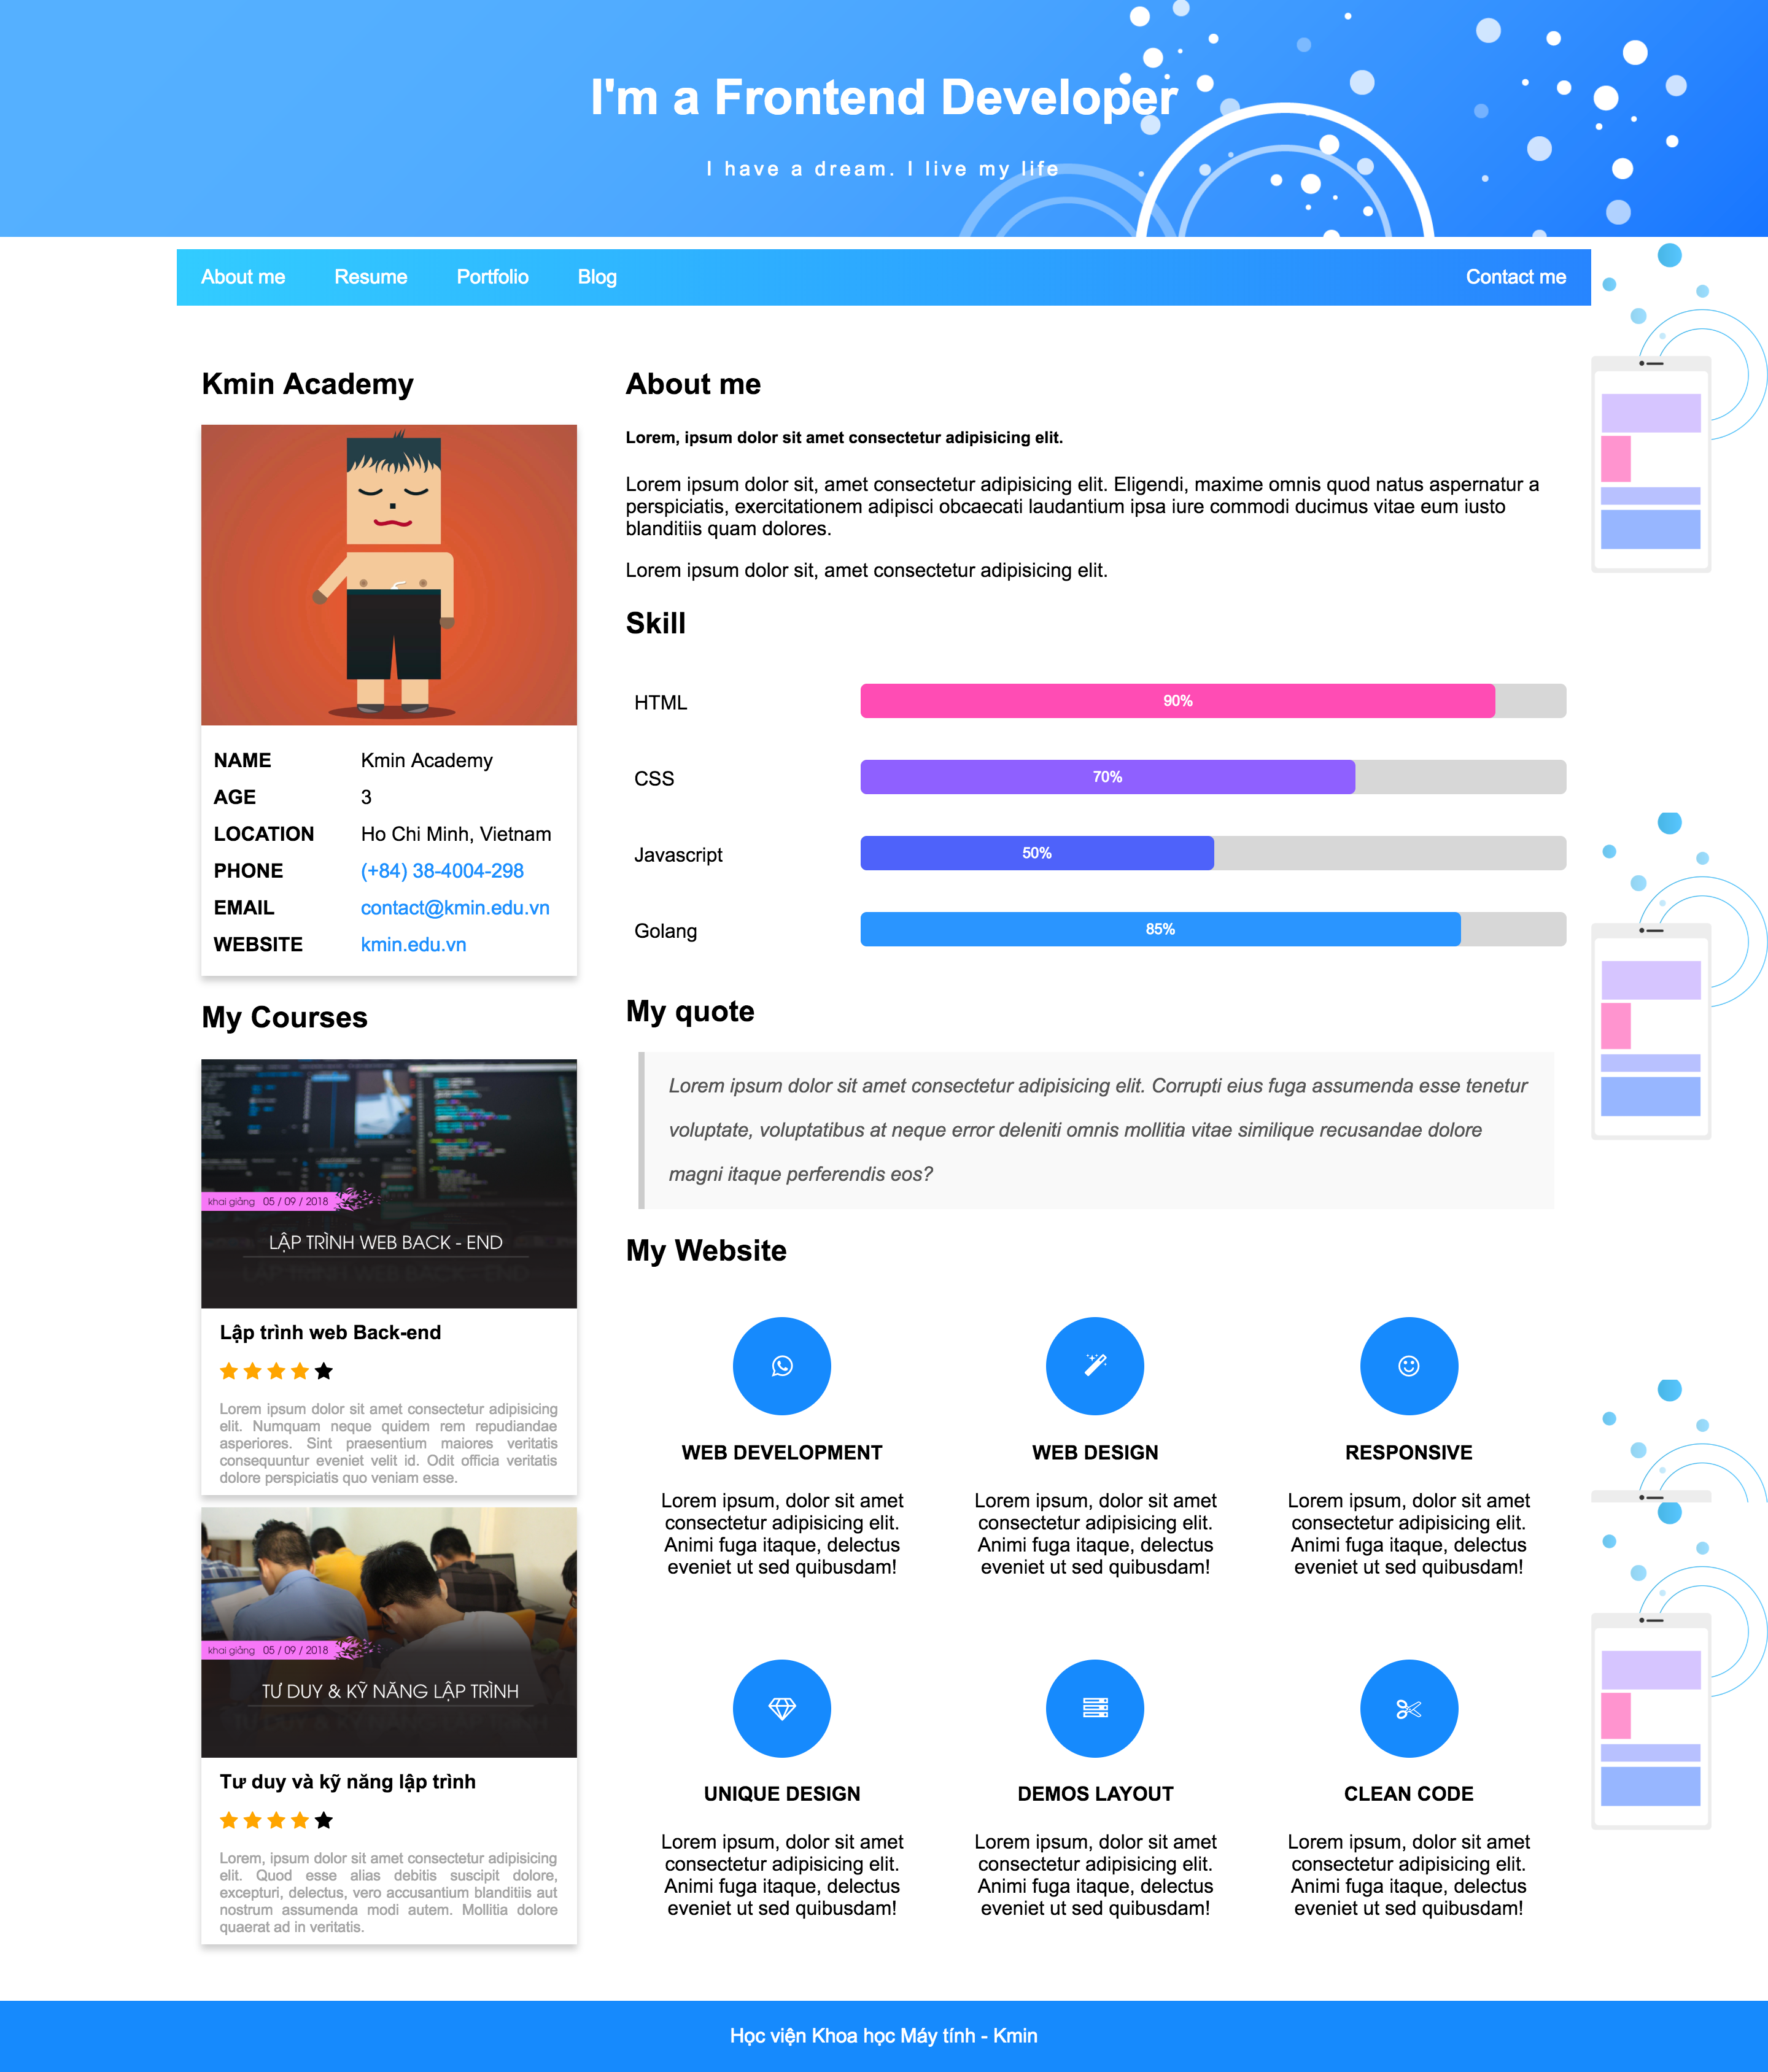 I'm a Frontend Developer
I have a dream. I live my life
About me
Resume
Portfolio
Blog
Contact me
Kmin Academy
NAME Kmin Academy
AGE 3
LOCATION Ho Chi Minh, Vietnam
PHONE (+84) 38-4004-298
EMAIL contact@kmin.edu.vn
WEBSITE kmin.edu.vn
My Courses
khai giảng 05 / 09 / 2018
LẬP TRÌNH WEB BACK - END
Lập trình web Back-end
Lorem ipsum dolor sit amet consectetur adipisicing
elit. Numquam neque quidem rem repudiandae
asperiores. Sint praesentium maiores veritatis
consequuntur eveniet velit id. Odit officia veritatis
dolore perspiciatis quo veniam esse.
khai giảng 05 / 09 / 2018
TƯ DUY & KỸ NĂNG LẬP TRÌNH
Tư duy và kỹ năng lập trình
Lorem, ipsum dolor sit amet consectetur adipisicing
elit. Quod esse alias debitis suscipit dolore,
excepturi, delectus, vero accusantium blanditiis aut
nostrum assumenda modi autem. Mollitia dolore
quaerat ad in veritatis.
About me
Lorem, ipsum dolor sit amet consectetur adipisicing elit.
Lorem ipsum dolor sit, amet consectetur adipisicing elit. Eligendi, maxime omnis quod natus aspernatur a
perspiciatis, exercitationem adipisci obcaecati laudantium ipsa iure commodi ducimus vitae eum iusto
blanditiis quam dolores.
Lorem ipsum dolor sit, amet consectetur adipisicing elit.
Skill
HTML 90%
CSS 70%
Javascript 50%
Golang 85%
My quote
Lorem ipsum dolor sit amet consectetur adipisicing elit. Corrupti eius fuga assumenda esse tenetur
voluptate, voluptatibus at neque error deleniti omnis mollitia vitae similique recusandae dolore
magni itaque perferendis eos?
My Website
WEB DEVELOPMENT
Lorem ipsum, dolor sit amet
consectetur adipisicing elit.
Animi fuga itaque, delectus
eveniet ut sed quibusdam!
WEB DESIGN
Lorem ipsum, dolor sit amet
consectetur adipisicing elit.
Animi fuga itaque, delectus
eveniet ut sed quibusdam!
RESPONSIVE
Lorem ipsum, dolor sit amet
consectetur adipisicing elit.
Animi fuga itaque, delectus
eveniet ut sed quibusdam!
UNIQUE DESIGN
Lorem ipsum, dolor sit amet
consectetur adipisicing elit.
Animi fuga itaque, delectus
eveniet ut sed quibusdam!
DEMOS LAYOUT
Lorem ipsum, dolor sit amet
consectetur adipisicing elit.
Animi fuga itaque, delectus
eveniet ut sed quibusdam!
CLEAN CODE
Lorem ipsum, dolor sit amet
consectetur adipisicing elit.
Animi fuga itaque, delectus
eveniet ut sed quibusdam!
Học viện Khoa học Máy tính - Kmin